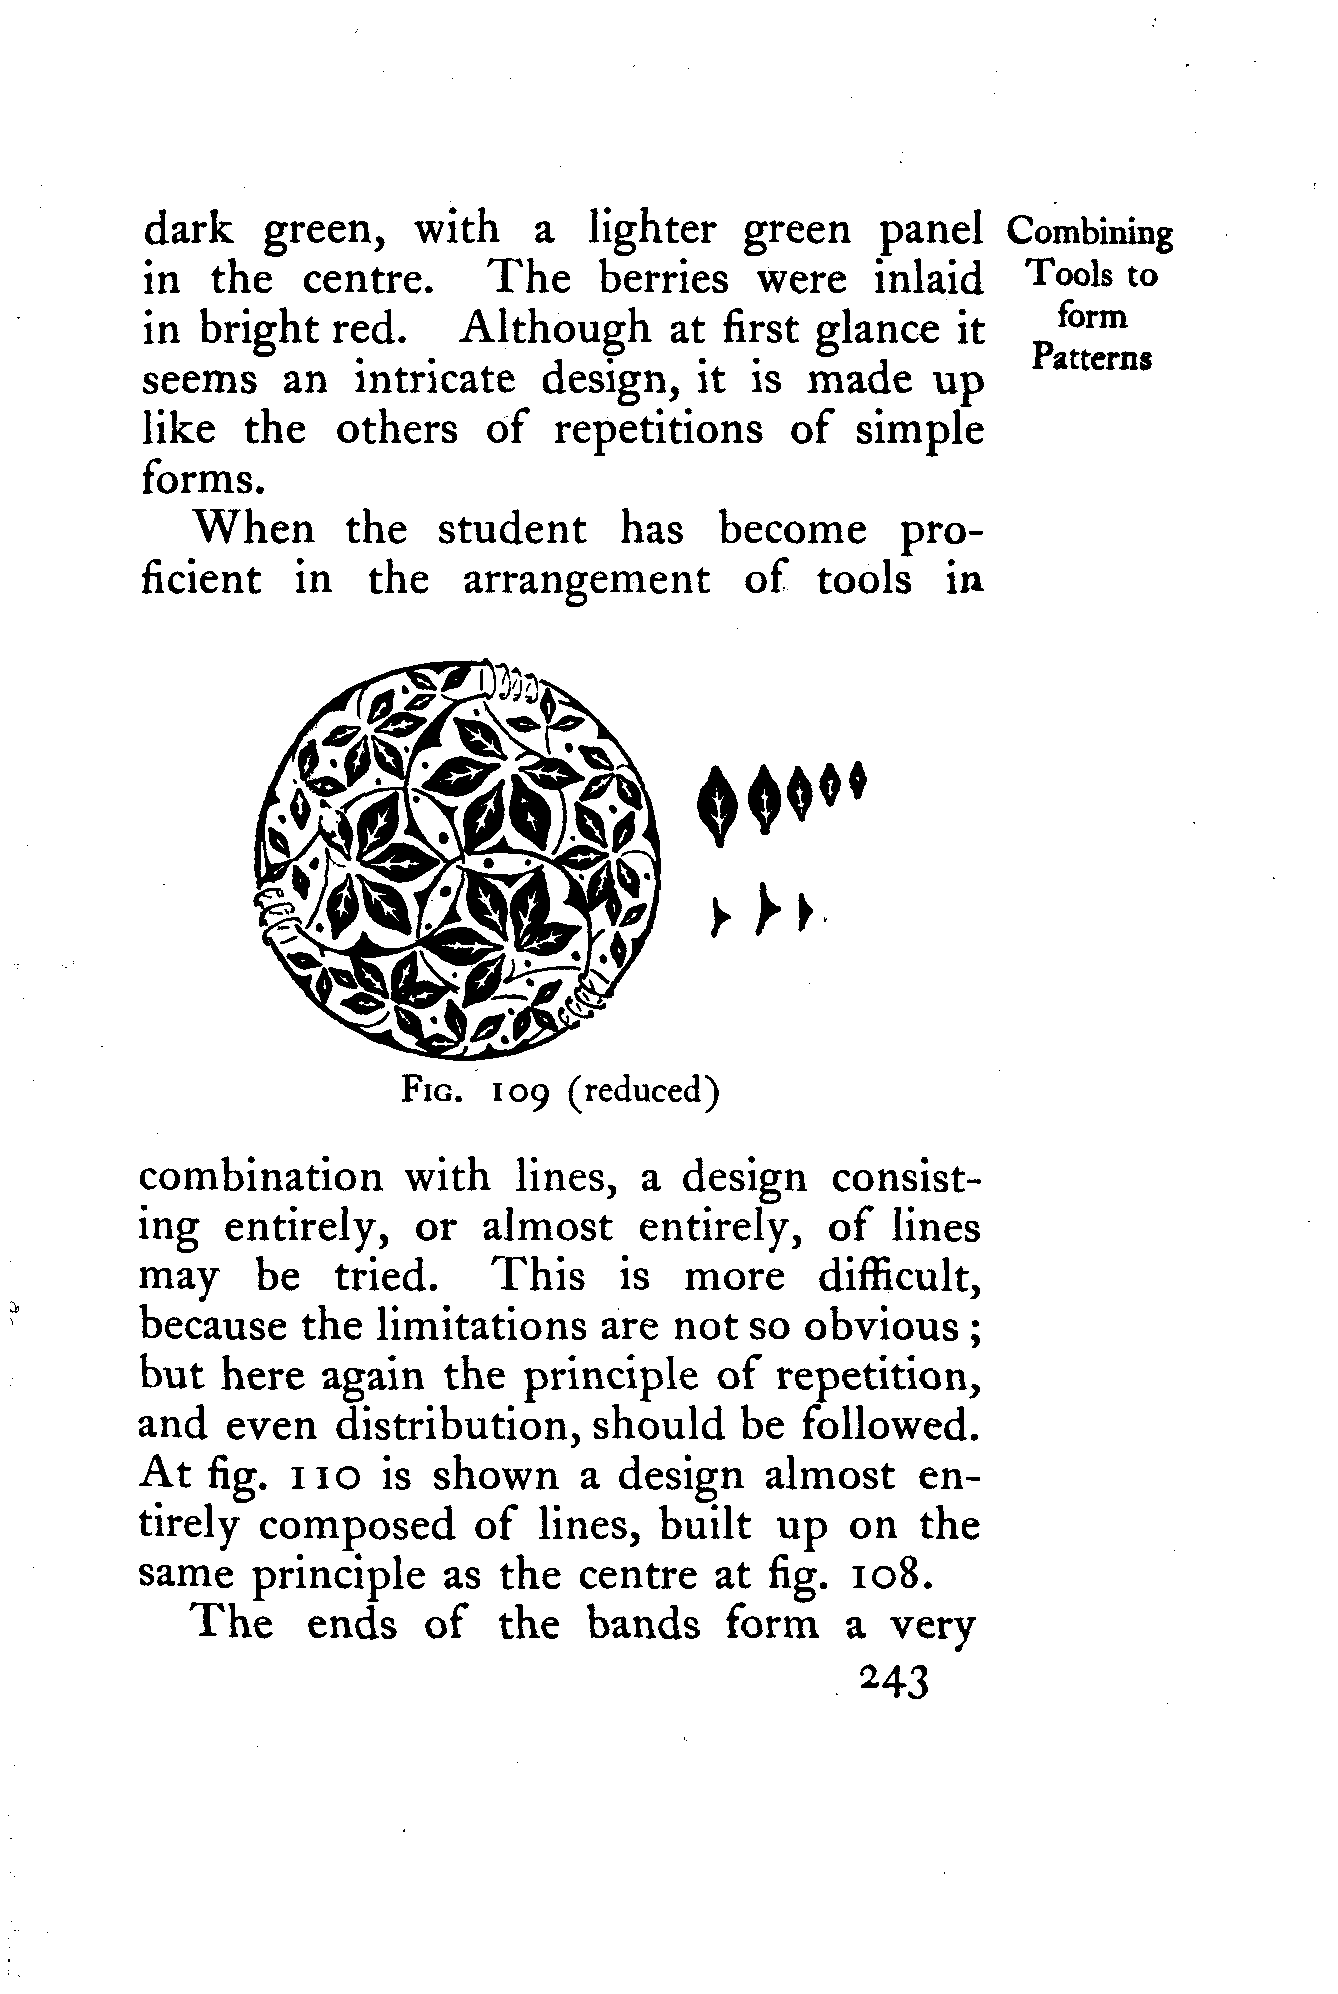 dark green, with a lighter green panel
in the centre. The berries were inlaid
in bright red. Although at first glance it
seems an intricate design, it is made up
like the others of repetitions of simple
forms.
When the student has become pro-
ficient in the arrangement of tools in
Combining
Tools to
form
Patterns
Fig. 109 (reduced)
combination with lines, a design consist-
ing entirely, or almost entirely, of lines
may be tried. This is more difficult,
because the limitations are not so obvious ;
but here again the principle of repetition,
and even distribution, should be followed.
At fig. 110 is shown a design almost en-
tirely composed of lines, built up on the
same principle as the centre at fig. 108.
The ends of the bands form a very
243